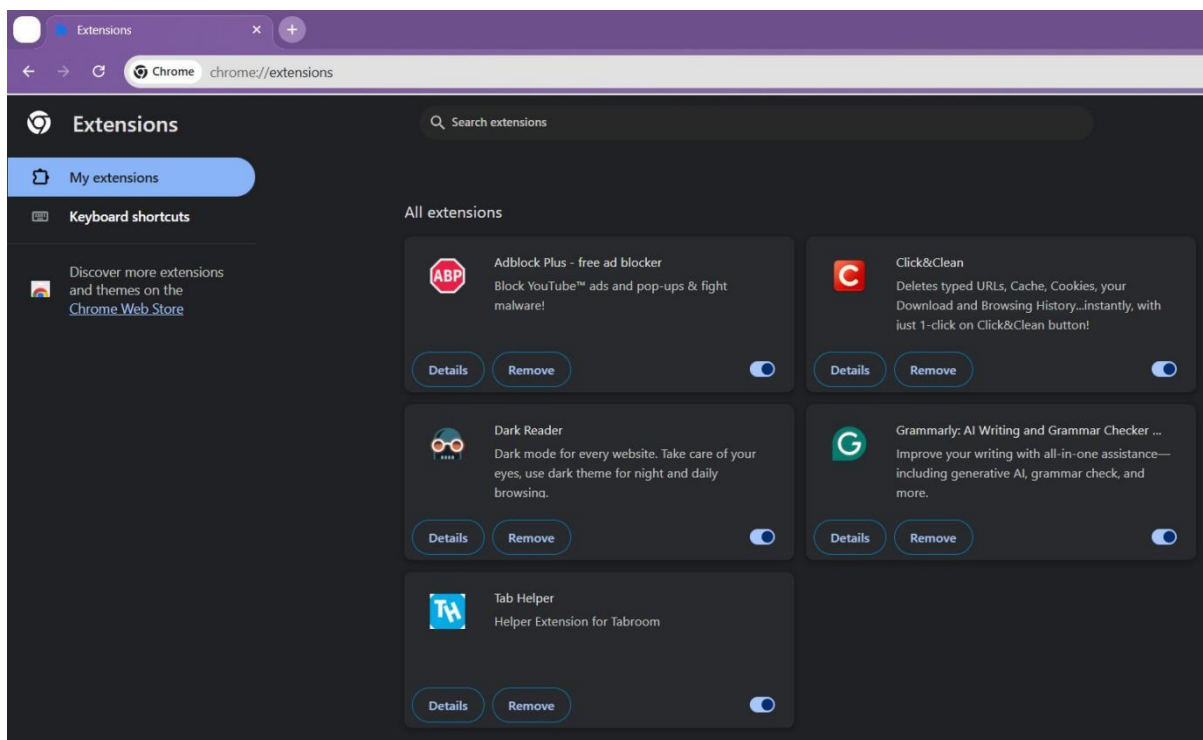 Extensions
Chrome chrome://extensions
Extensions
Search extensions
My extensions
Keyboard shortcuts
Discover more extensions
and themes on the
Chrome Web Store
All extensions
ABP
Adblock Plus - free ad blocker
Block YouTube™ ads and pop-ups & fight
malware!
Details Remove
C
Click&Clean
Deletes typed URLs, Cache, Cookies, your
Download and Browsing History...instantly, with
just 1-click on Click&Clean button!
Details Remove
Dark Reader
Dark mode for every website. Take care of your
eyes, use dark theme for night and daily
browsing.
Details Remove
G
Grammarly: AI Writing and Grammar Checker ...
Improve your writing with all-in-one assistance—
including generative AI, grammar check, and
more.
Details Remove
TH
Tab Helper
Helper Extension for Tabroom
Details Remove